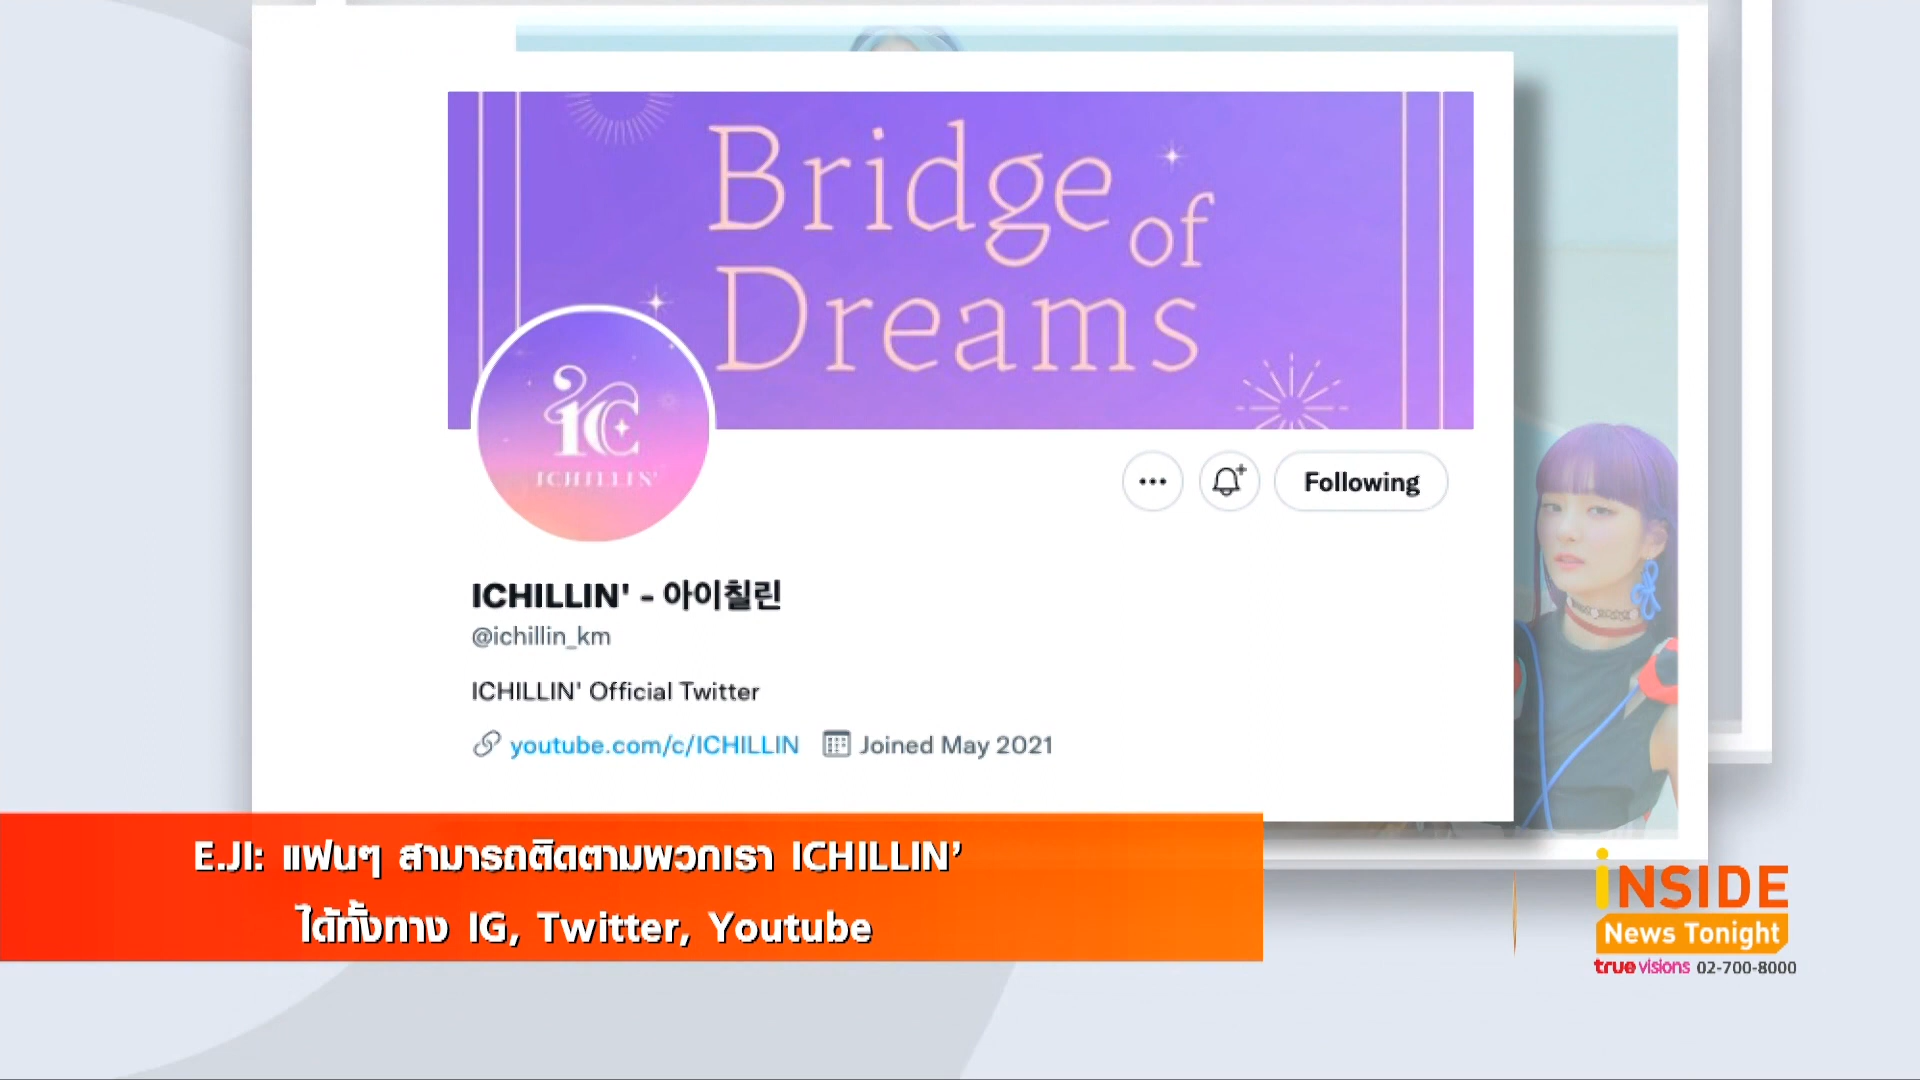 Bridge of
Dreams
iC
ICHILLIN'
Following
ICHILLIN' - 아이칠린
@ichillin_km
ICHILLIN' Official Twitter
youtube.com/c/ICHILLIN Joined May 2021
E.JI: แฟนๆ สามารถติดตามพวกเรา ICHILLIN’
ได้ทั้งทาง IG, Twitter, Youtube
iNSIDE
News Tonight
true visions 02-700-8000